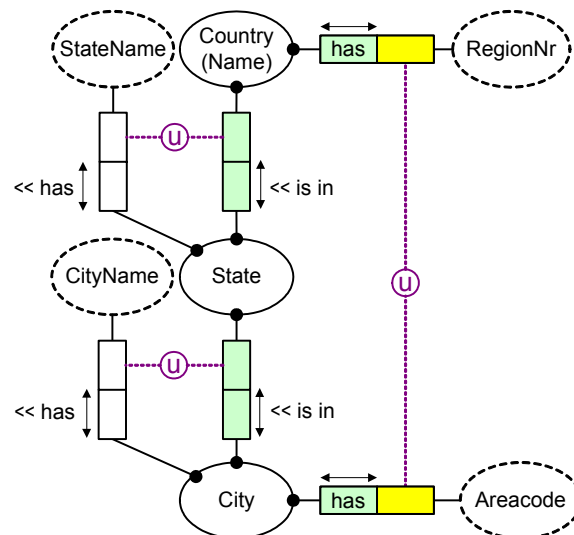 StateName
Country
(Name)
has
RegionNr
u
<< has
<< is in
CityName
State
u
u
<< has
<< is in
City
has
Areacode